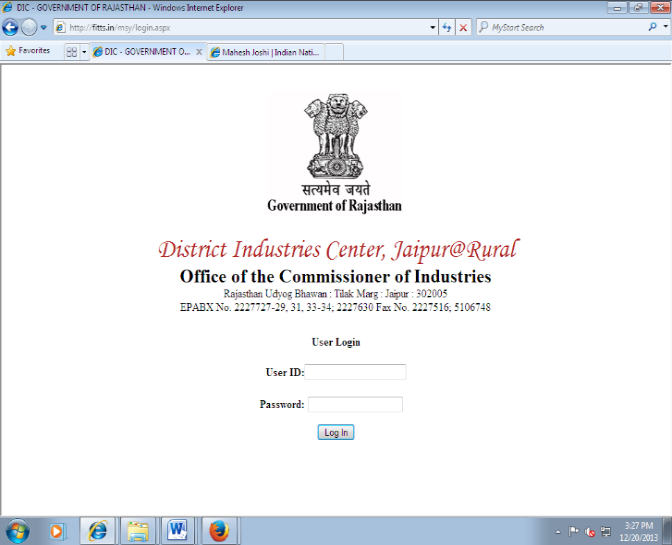 DIC - GOVERNMENT OF RAJASTHAN - Windows Internet Explorer
http://fitts.in/msy/login.aspx
MyStart Search
Favorites
DIC - GOVERNMENT O...
Mahesh Joshi | Indian Nati...
सत्यमेव जयते
Government of Rajasthan
District Industries Center, Jaipur@Rural
Office of the Commissioner of Industries
Rajasthan Udyog Bhawan : Tilak Marg : Jaipur : 302005
EPABX No. 2227727-29, 31, 33-34; 2227630 Fax No. 2227516; 5106748
User Login
User ID:
Password:
Log In
3:27 PM
12/20/2013